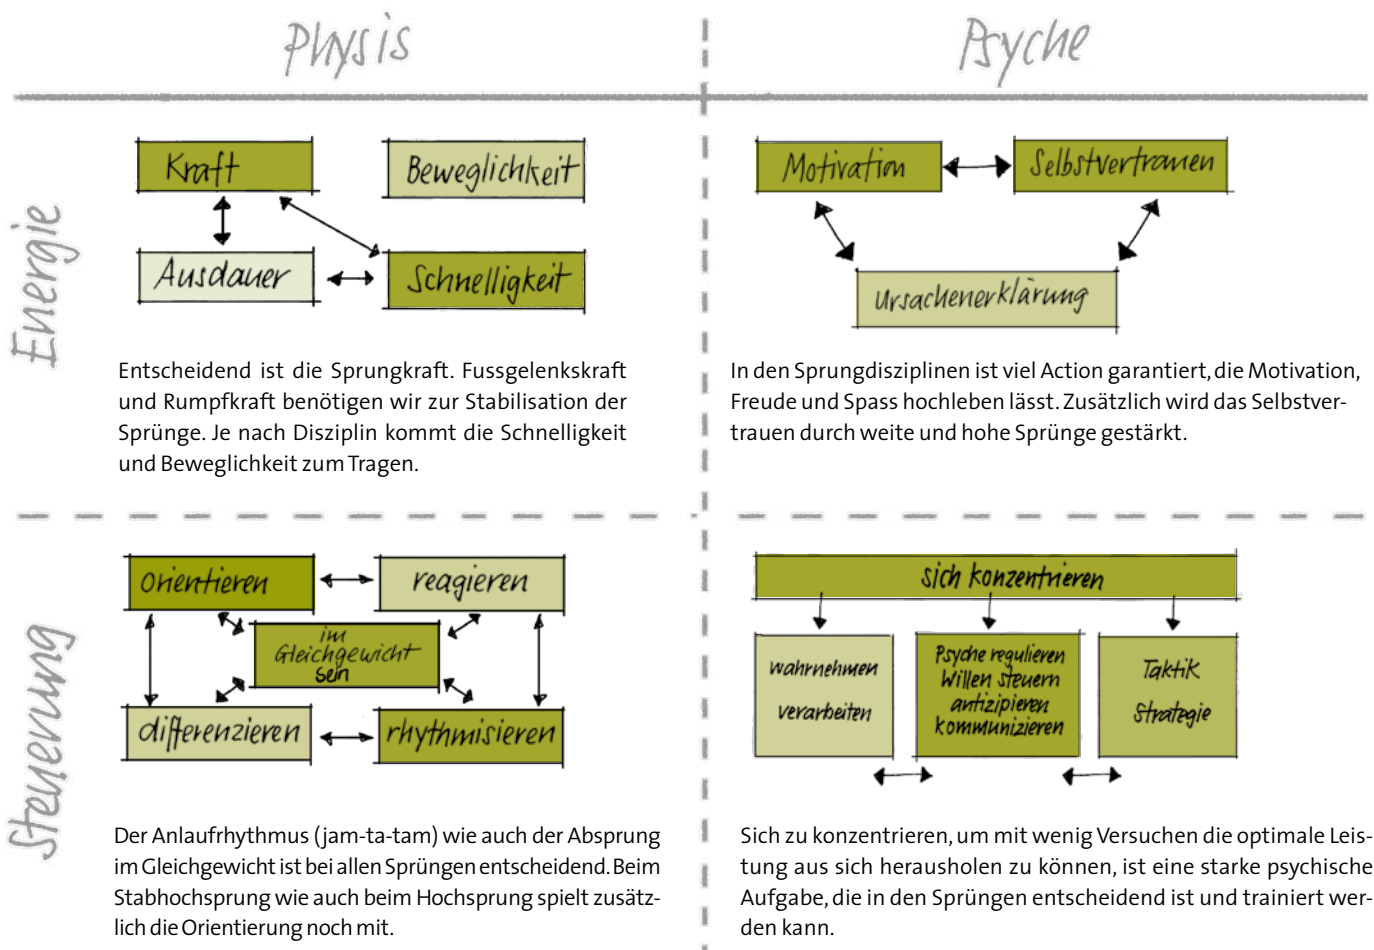 Physis
Psyche
Energie
Kraft
Beweglichkeit
Ausdauer
Schnelligkeit
Entscheidend ist die Sprungkraft. Fussgelenkskraft
und Rumpfkraft benötigen wir zur Stabilisation der
Sprünge. Je nach Disziplin kommt die Schnelligkeit
und Beweglichkeit zum Tragen.
Motivation
Selbstvertrauen
Ursachenerklärung
In den Sprungdisziplinen ist viel Action garantiert, die Motivation,
Freude und Spass hochleben lässt. Zusätzlich wird das Selbstver-
trauen durch weite und hohe Sprünge gestärkt.
Steuerung
orientieren
reagieren
im
Gleichgewicht
sein
differenzieren
rhythmisieren
Der Anlaufrhythmus (jam-ta-tam) wie auch der Absprung
im Gleichgewicht ist bei allen Sprüngen entscheidend. Beim
Stabhochsprung wie auch beim Hochsprung spielt zusätz-
lich die Orientierung noch mit.
sich konzentrieren
wahrnehmen
verarbeiten
Psyche regulieren
Willen steuern
antizipieren
kommunizieren
Taktik
Strategie
Sich zu konzentrieren, um mit wenig Versuchen die optimale Leis-
tung aus sich herausholen zu können, ist eine starke psychische
Aufgabe, die in den Sprüngen entscheidend ist und trainiert wer-
den kann.